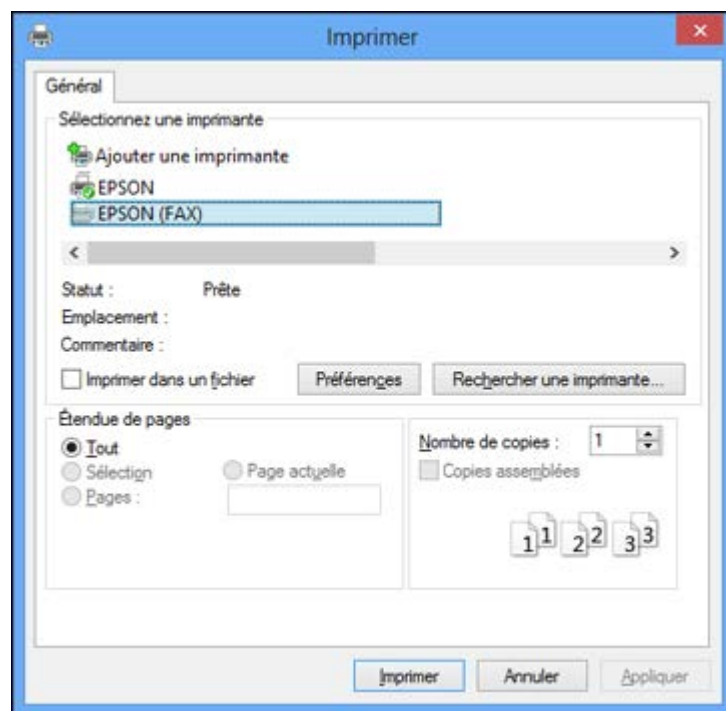 Imprimer
Général
Sélectionnez une imprimante
Ajouter une imprimante
EPSON
EPSON (FAX)
Statut : Prête
Emplacement :
Commentaire :
Imprimer dans un fichier Préférences Rechercher une imprimante...
Étendue de pages
Tout
Sélection Page actuelle
Pages :
Nombre de copies : 1
Copies assemblées
1 1 2 2 3 3
Imprimer Annuler Appliquer